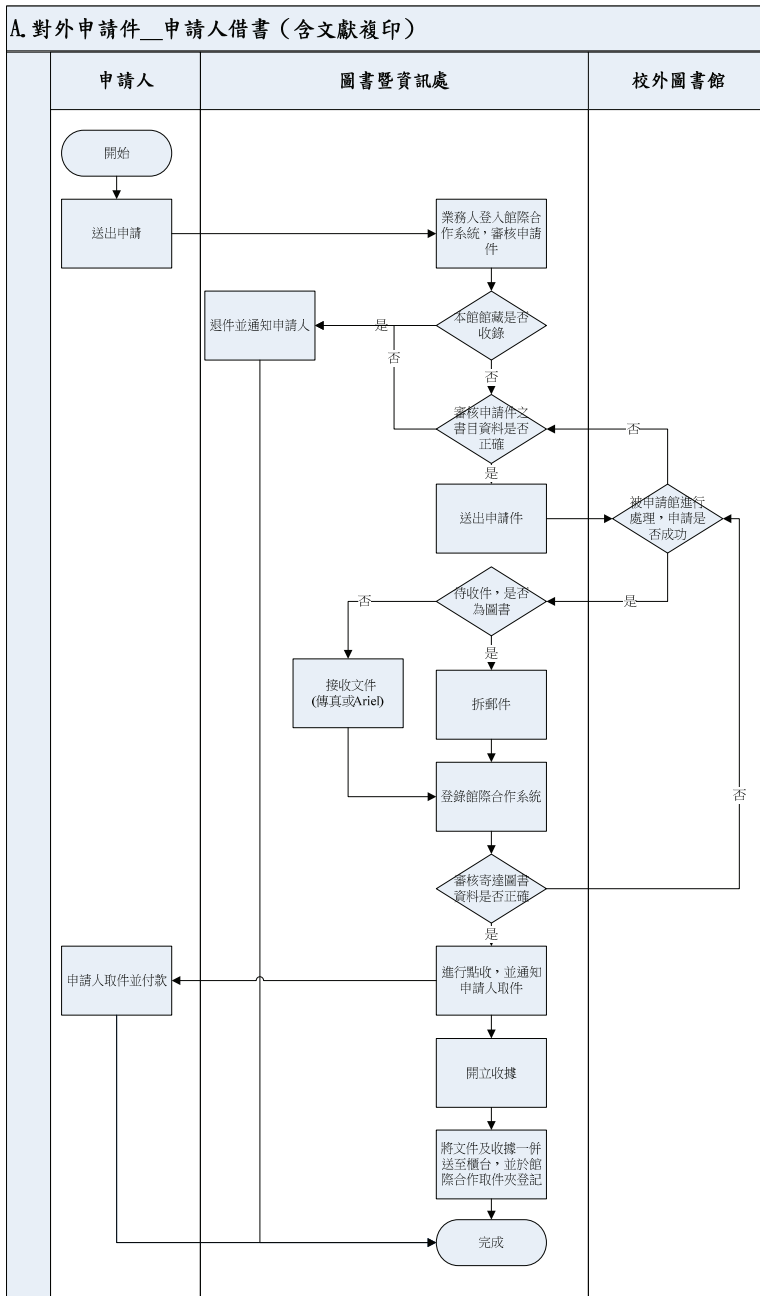 A. 對外申請件__申請人借書（含文獻複印）
申請人
圖書暨資訊處
校外圖書館
開始
送出申請
業務人登入館際合
作系統，審核申請
件
退件並通知申請人
是
本館館藏是否
收錄
否
否
審核申請件之
書目資料是否
正確
否
是
送出申請件
被申請館進行
處理，申請是
否成功
待收件，是否
為圖書
是
否
是
接收文件
(傳真或Ariel)
拆郵件
登錄館際合作系統
否
審核寄達圖書
資料是否正確
是
申請人取件並付款
進行點收，並通知
申請人取件
開立收據
將文件及收據一併
送至櫃台，並於館
際合作取件夾登記
完成